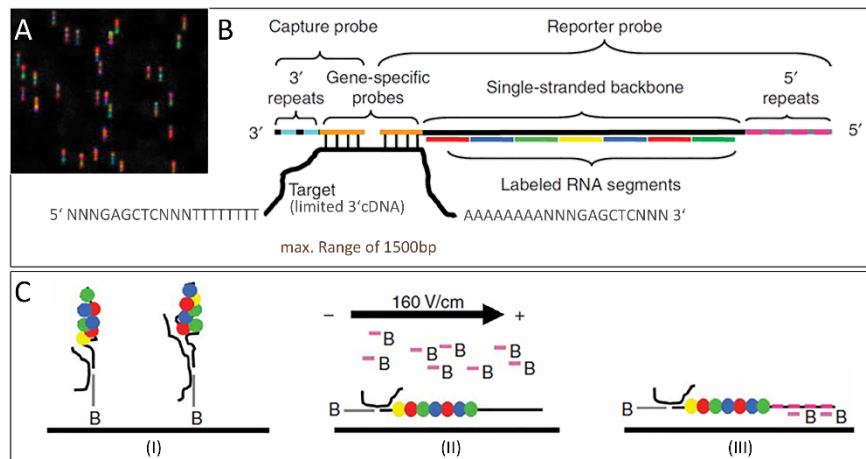 A
B
Capture probe
Reporter probe
3′ repeats
Gene-specific probes
Single-stranded backbone
5′ repeats
3′
5′
Target
(limited 3'cDNA)
Labeled RNA segments
5‘ NNNGAGCTCNNNTTTTTTTT
AAAAAAAAANNNGAGCTCNNN 3‘
max. Range of 1500bp
C
160 V/cm
− +
B
B
B
B
B
B
B
B
B
B
B
B
B B
(I)
(II)
(III)